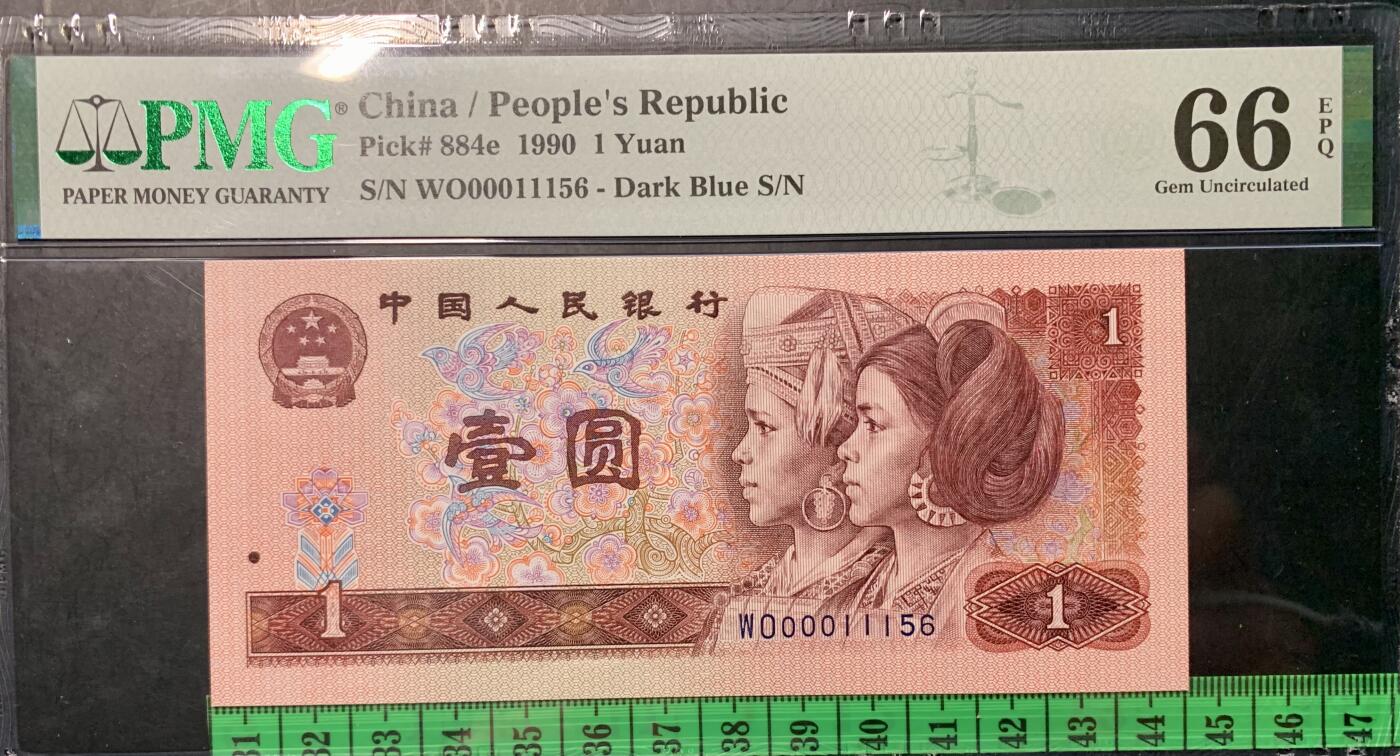 PMG® China / People's Republic
Pick# 884e 1990 1 Yuan
PAPER MONEY GUARANTY
S/N WO00011156 - Dark Blue S/N
66 EPQ
Gem Uncirculated
中国人民银行
1
壹圆
1
WO00011156
1
31 32 33 34 35 36 37 38 39 40 41 42 43 44 45 46 47